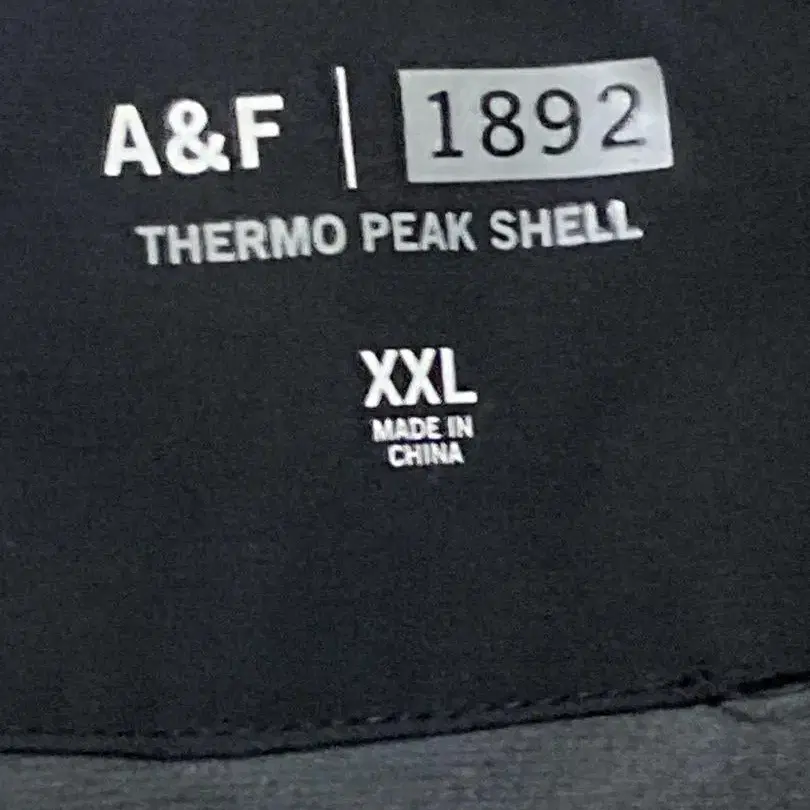 A&F | 1892
THERMO PEAK SHELL
XXL
MADE IN
CHINA